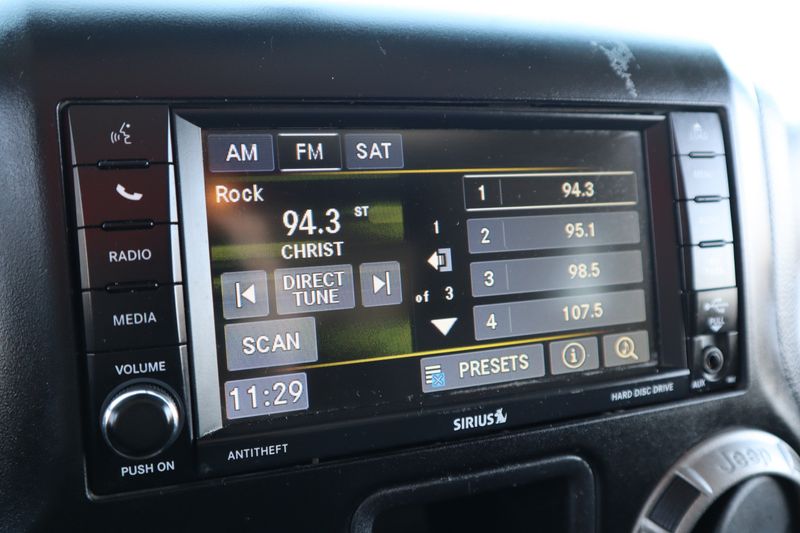 AM FM SAT
Rock
94.3 ST
CHRIST
DIRECT
TUNE
SCAN
11:29
1
of 3
1 94.3
2 95.1
3 98.5
4 107.5
PRESETS
RADIO
MEDIA
VOLUME
PUSH ON
ANTITHEFT
SIRIUS
HARD DISC DRIVE
MENU
PULL
AUX
Jeep